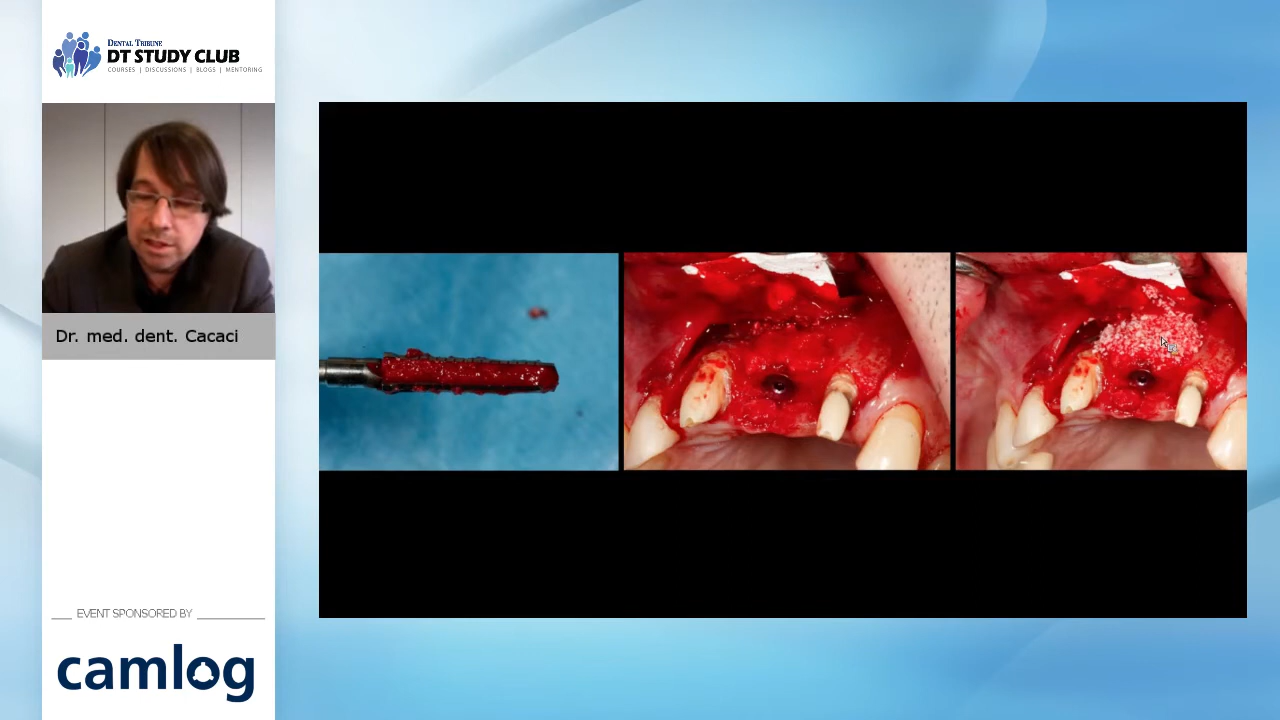 DENTAL TRIBUNE
DT STUDY CLUB
COURSES | DISCUSSIONS | BLOGS | MENTORING
Dr. med. dent. Cacaci
EVENT SPONSORED BY
camlog